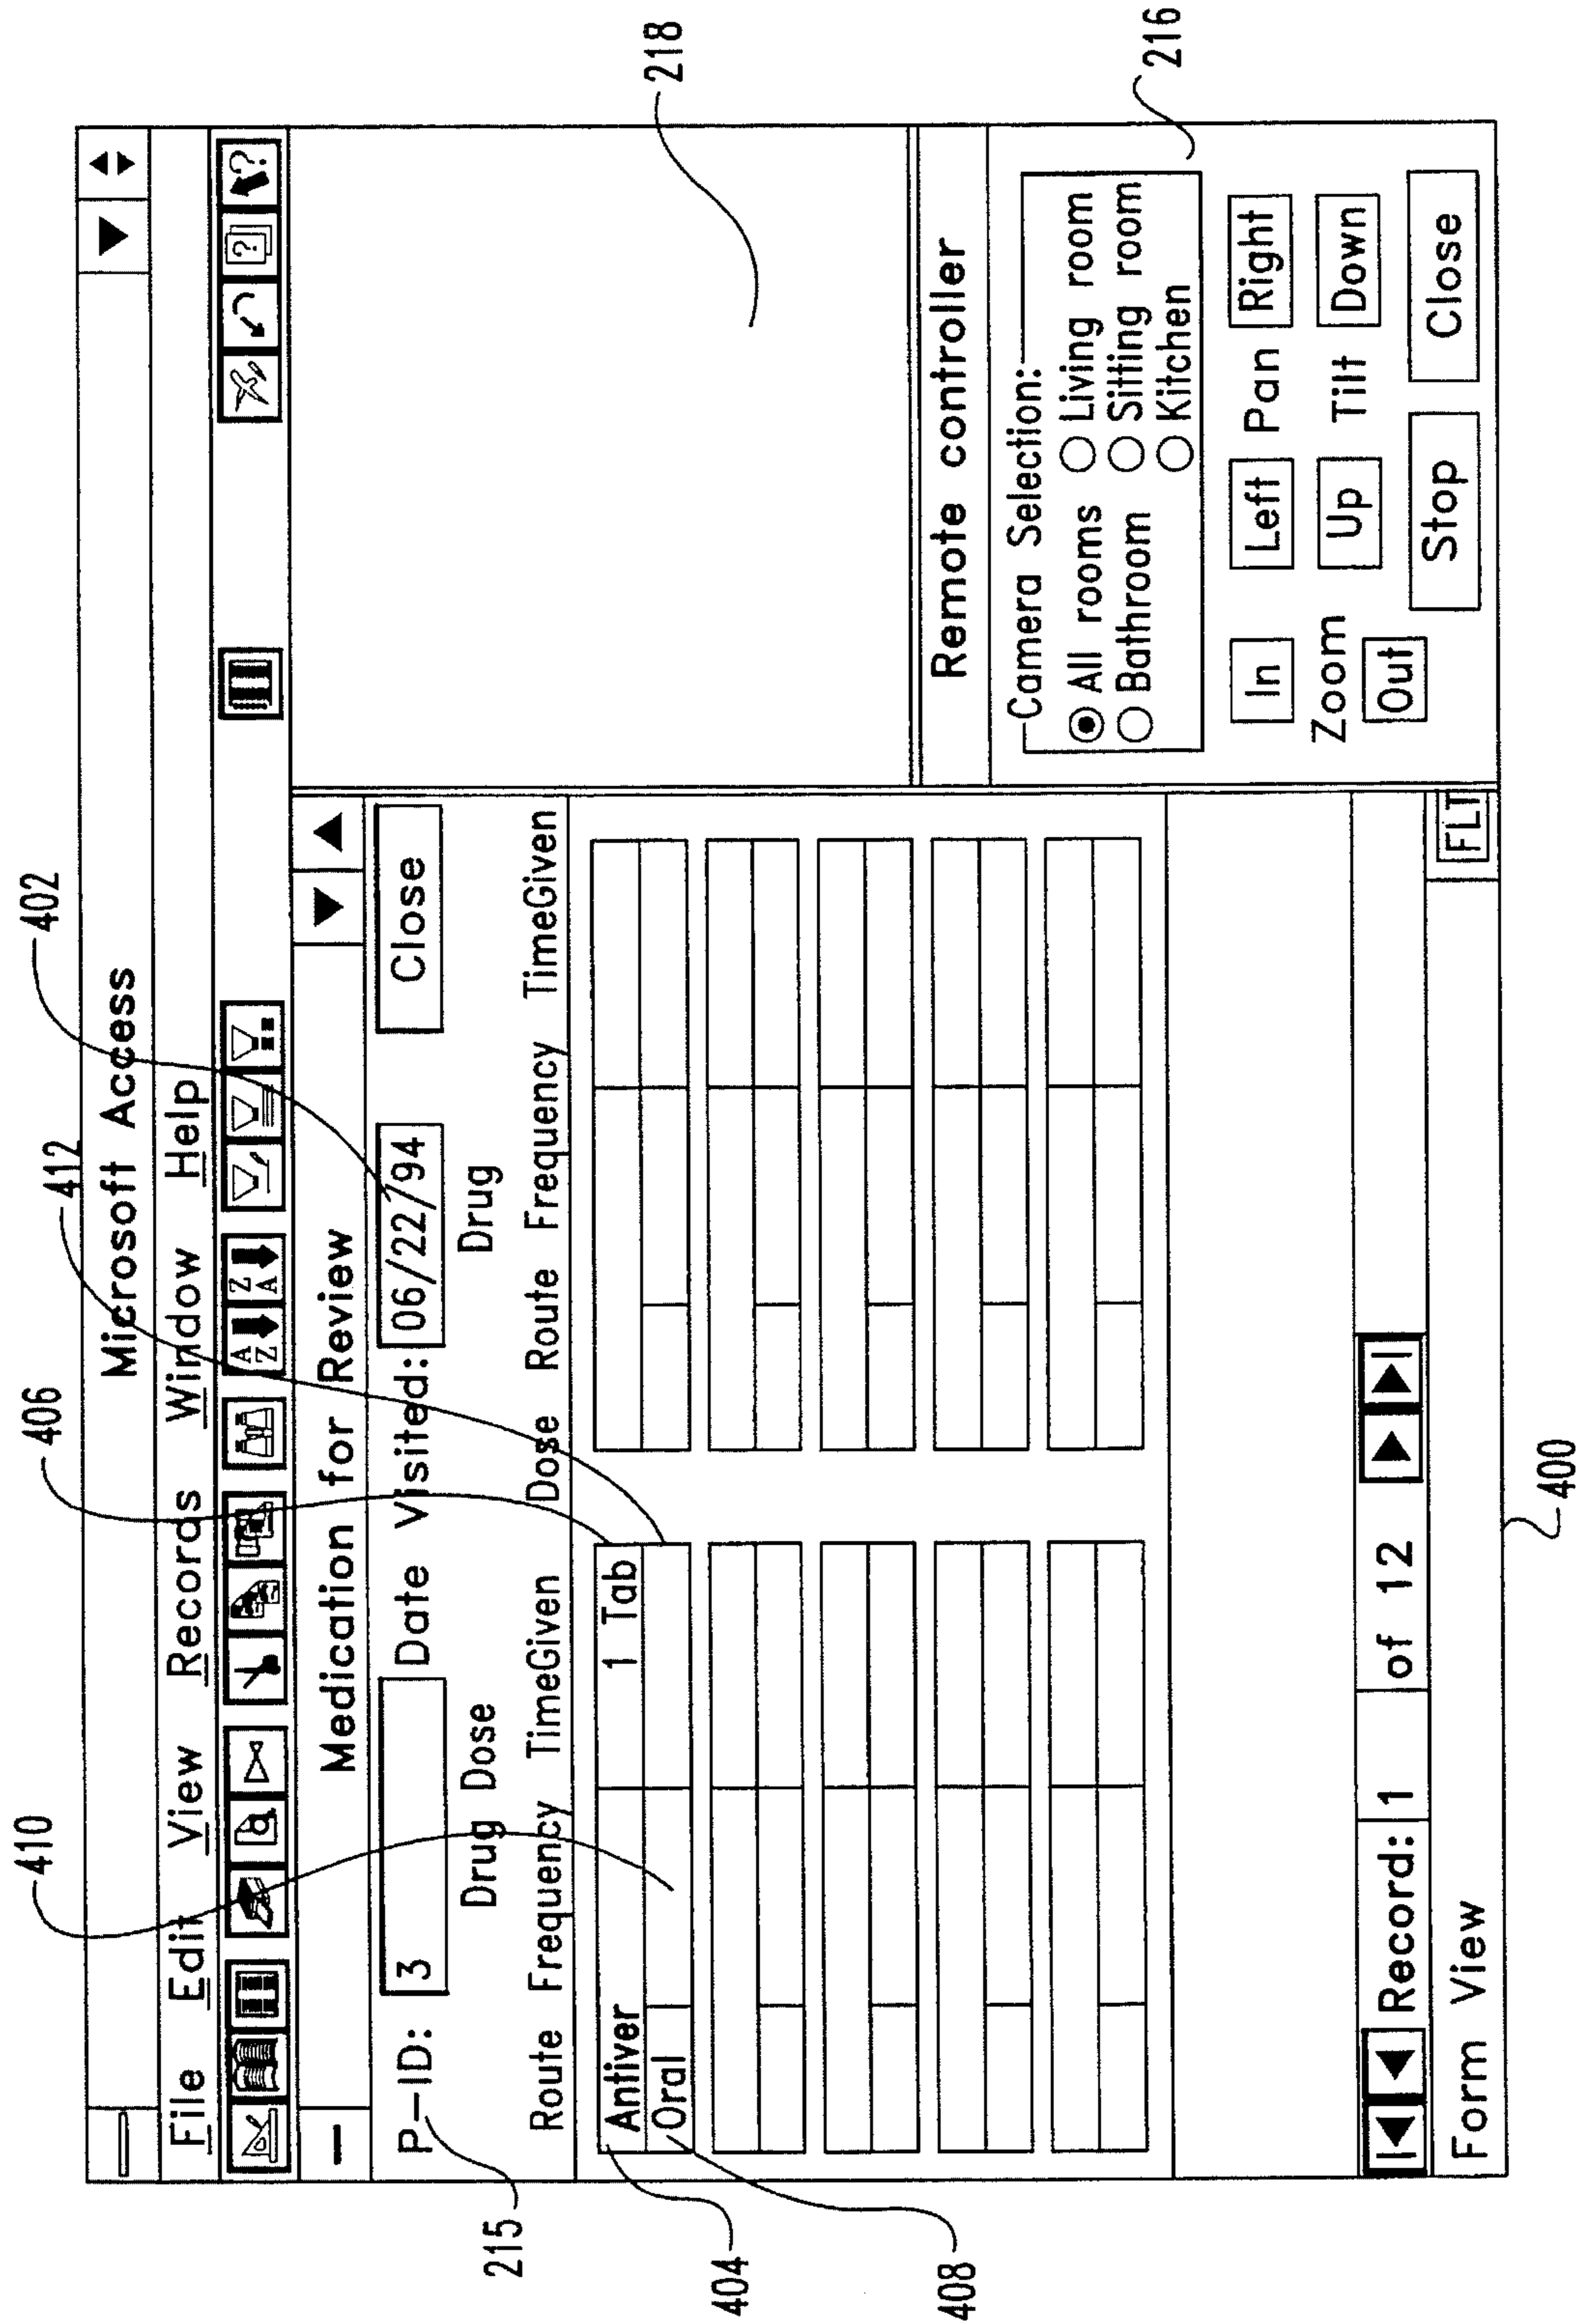 402
412
406
410
Microsoft Access
File Edit View Records Window Help
A Z
Z A
?
?
Medication for Review
P-ID: 3 Date Visited: 06/22/94 Close
Drug Dose Drug
Route Frequency TimeGiven Dose Route Frequency TimeGiven
Antiver 1 Tab
Oral
Record: 1 of 12
Form View FLT
218
Remote controller
Camera Selection:
All rooms Living room
Bathroom Sitting room
Kitchen
In Left Pan Right
Zoom Up Tilt Down
Out
Stop Close
216
215
404
408
400